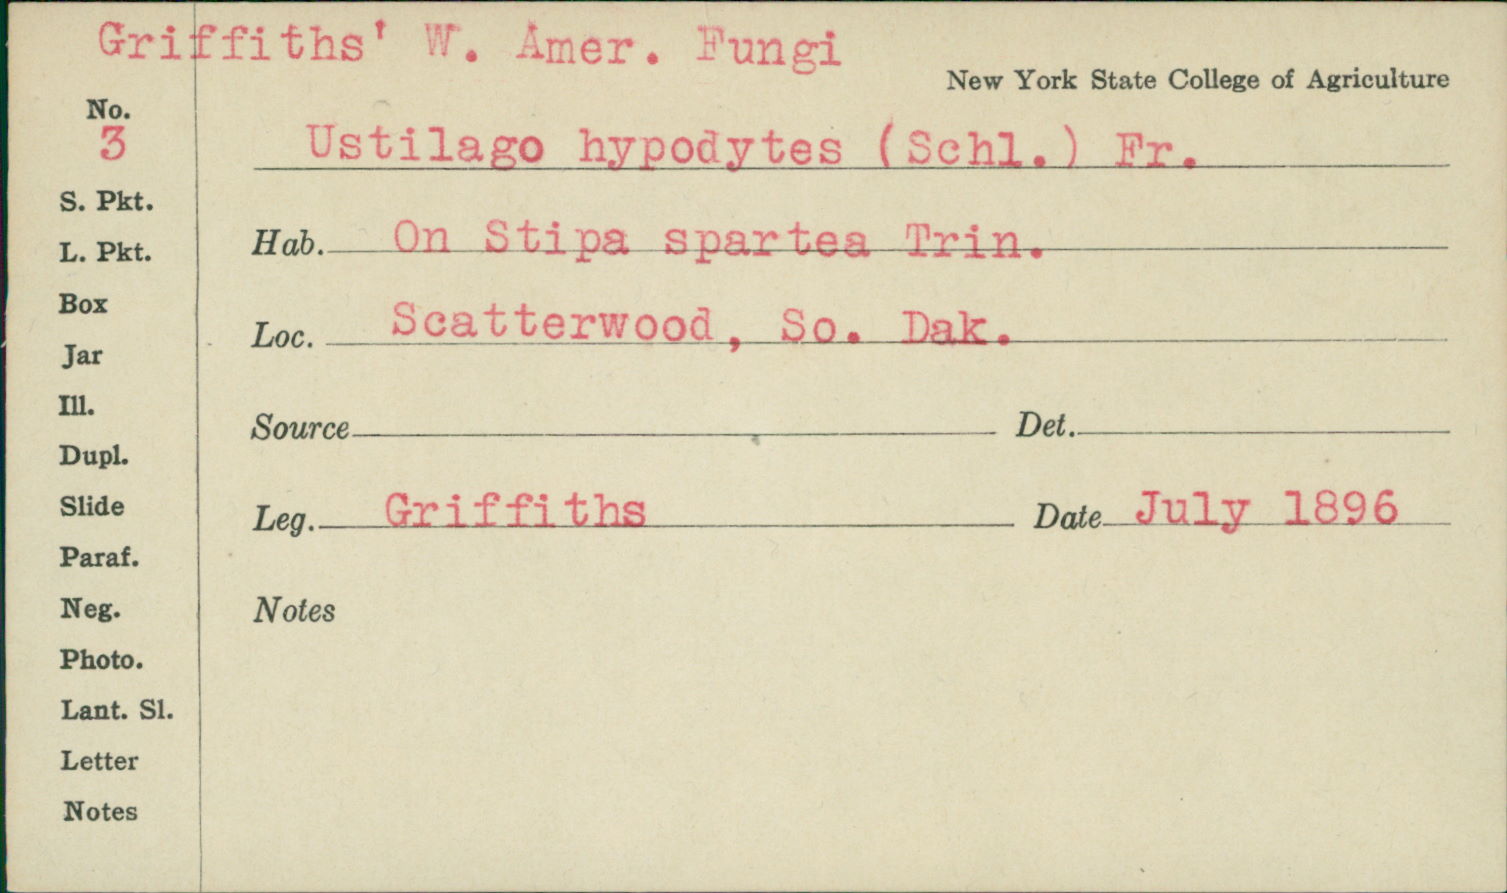 Griffiths' W. Amer. Fungi
New York State College of Agriculture
No.
3
Ustilago hypodytes (Schl.) Fr.
S. Pkt.
Hab. On Stipa spartea Trin.
L. Pkt.
Box
Loc. Scatterwood, So. Dak.
Jar
Ill.
Source Det.
Dupl.
Slide
Leg. Griffiths Date July 1896
Paraf.
Neg.
Notes
Photo.
Lant. Sl.
Letter
Notes